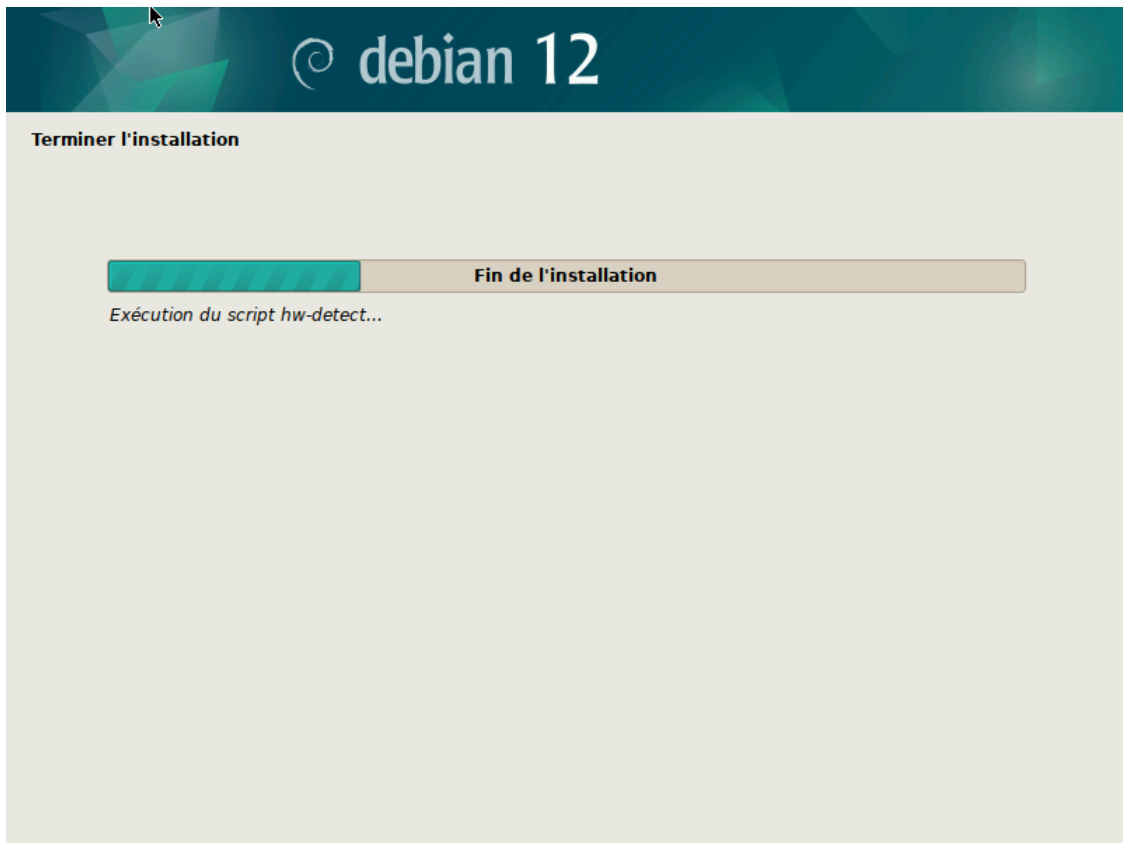 debian 12
Terminer l'installation
Fin de l'installation
Exécution du script hw-detect...